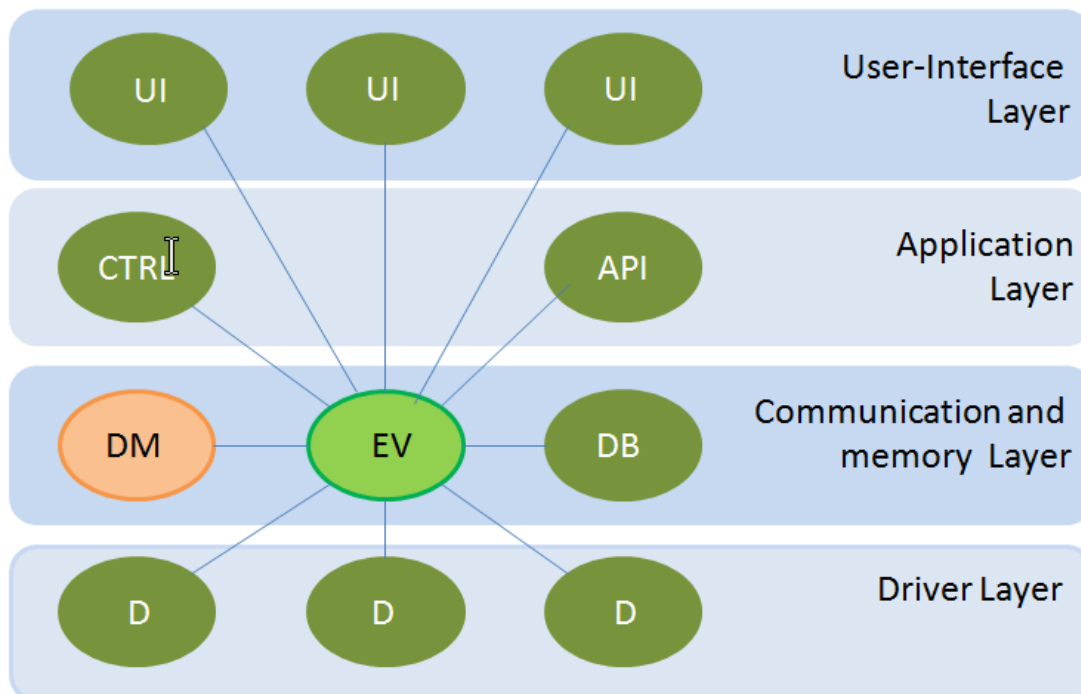 UI
UI
UI
User-Interface
Layer
CTRL
API
Application
Layer
DM
EV
DB
Communication and
memory Layer
D
D
D
Driver Layer